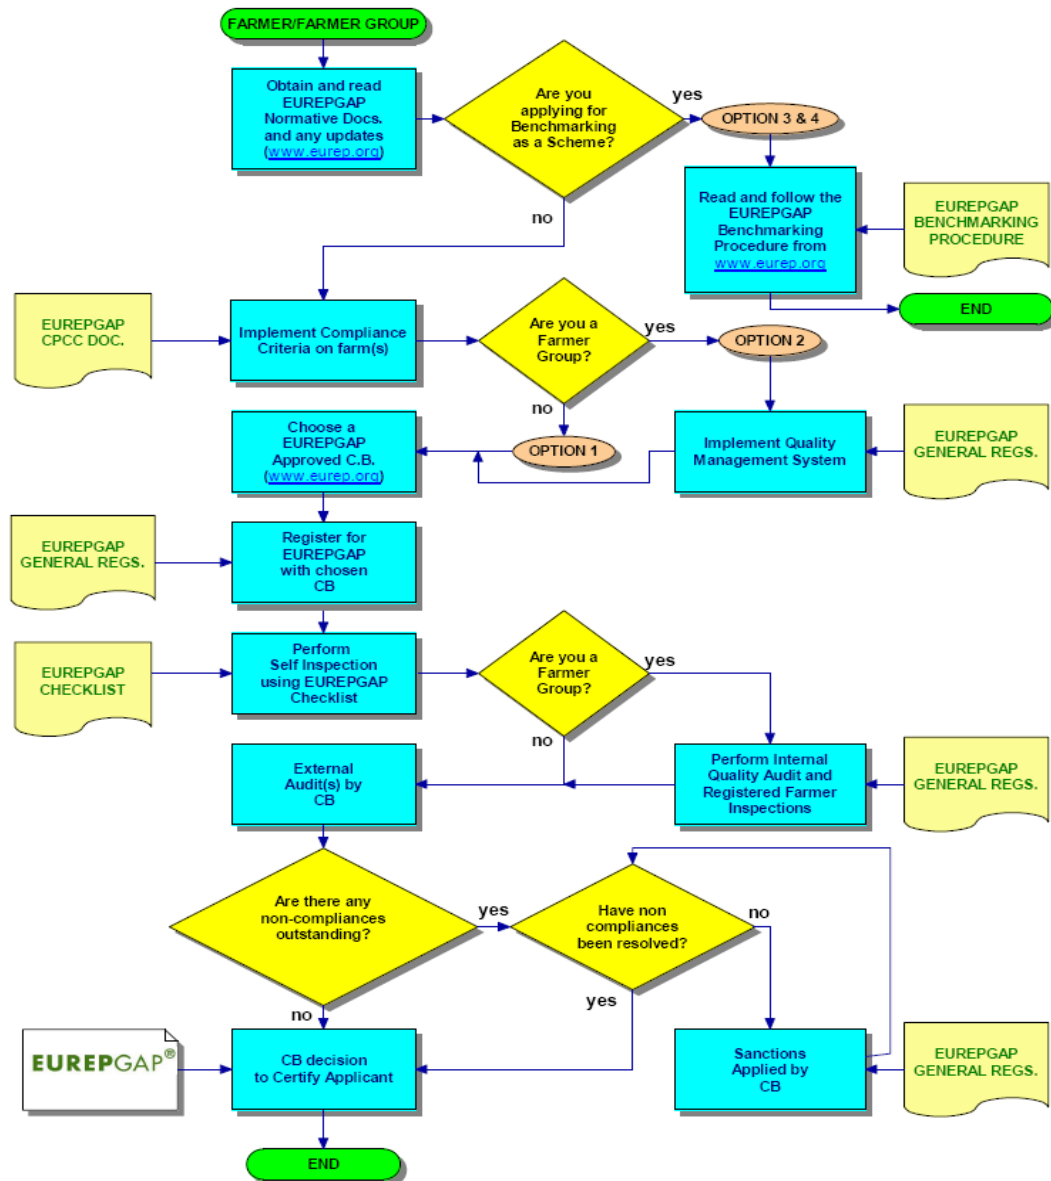 FARMER/FARMER GROUP
Obtain and read
EUREPGAP
Normative Docs.
and any updates
(www.eurep.org)
Are you
applying for
Benchmarking
as a Scheme?
yes
OPTION 3 & 4
no
Read and follow the
EUREPGAP
Benchmarking
Procedure from
www.eurep.org
EUREPGAP
BENCHMARKING
PROCEDURE
END
EUREPGAP
CPCC DOC.
Implement Compliance
Criteria on farm(s)
Are you a
Farmer
Group?
yes
OPTION 2
no
Choose a
EUREPGAP
Approved C.B.
(www.eurep.org)
OPTION 1
Implement Quality
Management System
EUREPGAP
GENERAL REGS.
EUREPGAP
GENERAL REGS.
Register for
EUREPGAP
with chosen
CB
EUREPGAP
CHECKLIST
Perform
Self Inspection
using EUREPGAP
Checklist
Are you a
Farmer
Group?
yes
no
External
Audit(s) by
CB
Perform Internal
Quality Audit and
Registered Farmer
Inspections
EUREPGAP
GENERAL REGS.
Are there any
non-compliances
outstanding?
yes
Have non
compliances
been resolved?
no
no
yes
EUREPGAP®
CB decision
to Certify Applicant
Sanctions
Applied by
CB
EUREPGAP
GENERAL REGS.
END